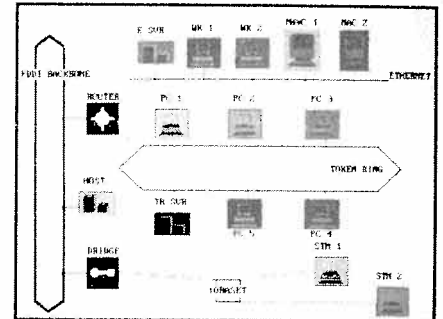 E SVR WK 1 WK 2 MAC 1 MAC 2
FDDI BACKBONE
ETHERNET
ROUTER PC 1 PC 2 PC 3
TOKEN RING
HOST
TR SVR
PC 5 PC 4
BRIDGE
STN 1
10BASET
STN 2